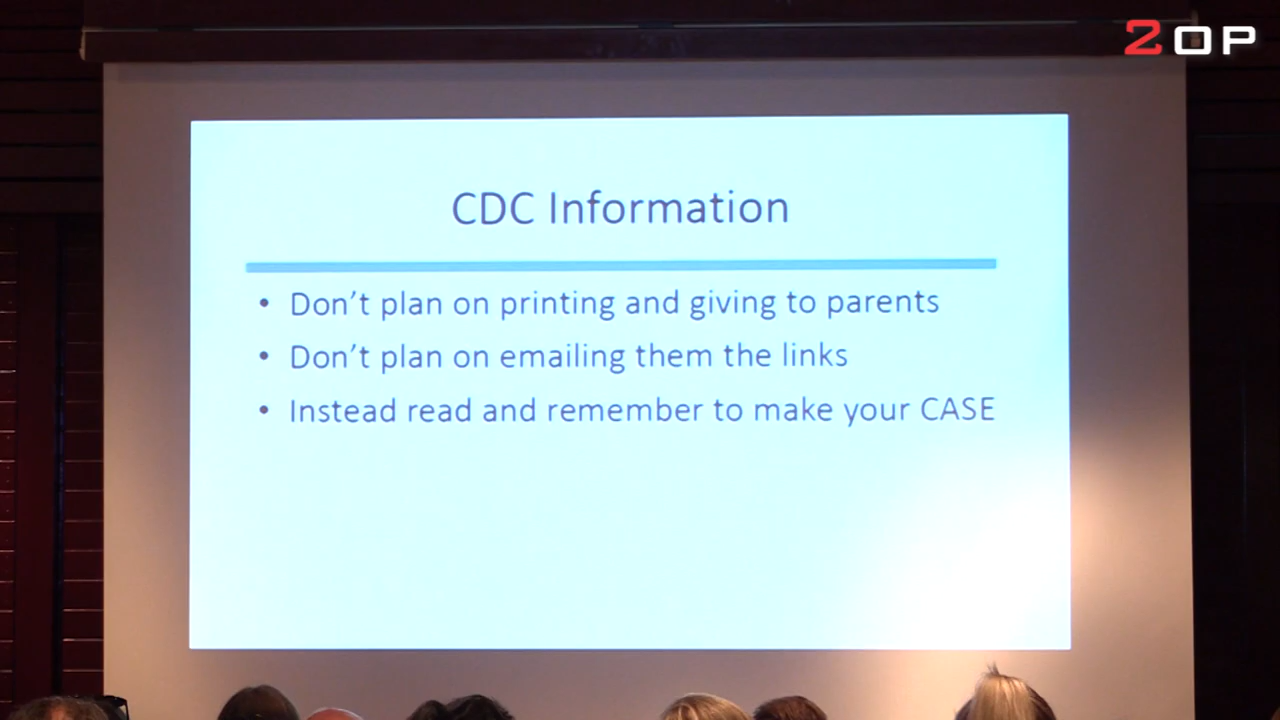 2OP
CDC Information
• Don't plan on printing and giving to parents
• Don't plan on emailing them the links
• Instead read and remember to make your CASE